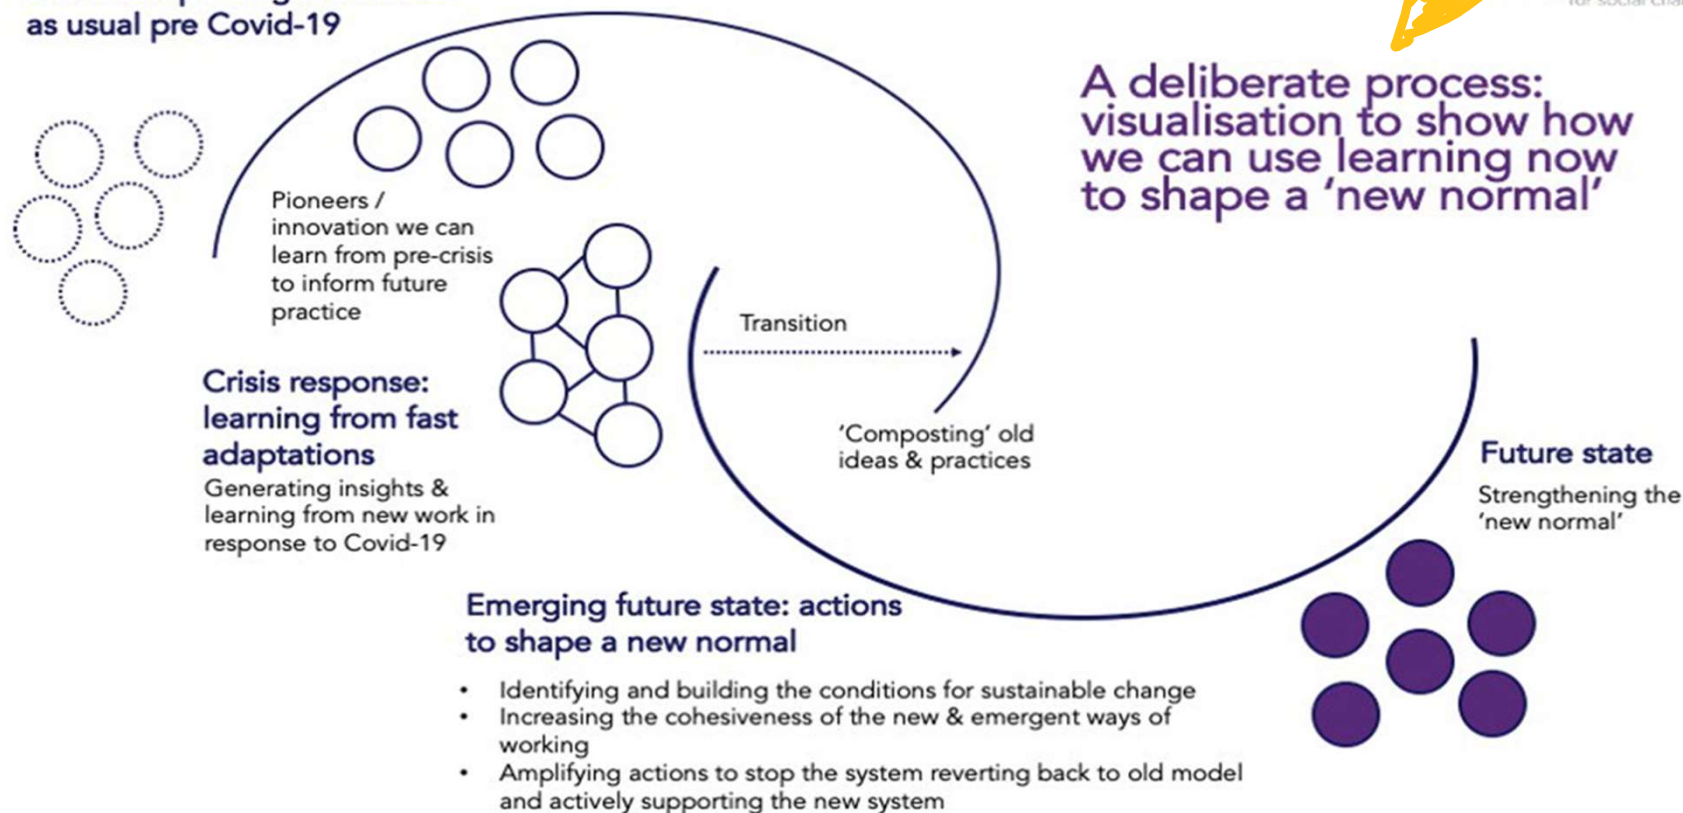 as usual pre Covid-19
for social chan
A deliberate process:
visualisation to show how
we can use learning now
to shape a ‘new normal’
Pioneers /
innovation we can
learn from pre-crisis
to inform future
practice
Transition
‘Composting’ old
ideas & practices
Crisis response:
learning from fast
adaptations
Generating insights &
learning from new work in
response to Covid-19
Future state
Strengthening the
‘new normal’
Emerging future state: actions
to shape a new normal
• Identifying and building the conditions for sustainable change
• Increasing the cohesiveness of the new & emergent ways of
working
• Amplifying actions to stop the system reverting back to old model
and actively supporting the new system